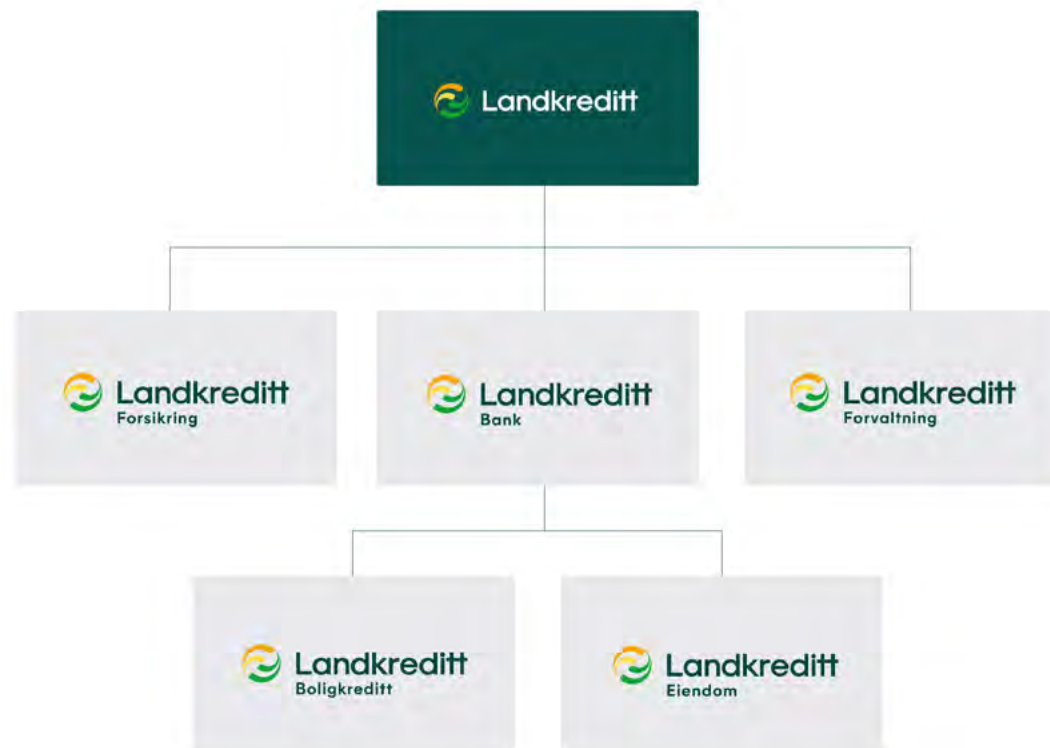 Landkreditt
Landkreditt
Forsikring
Landkreditt
Bank
Landkreditt
Forvaltning
Landkreditt
Boligkreditt
Landkreditt
Eiendom